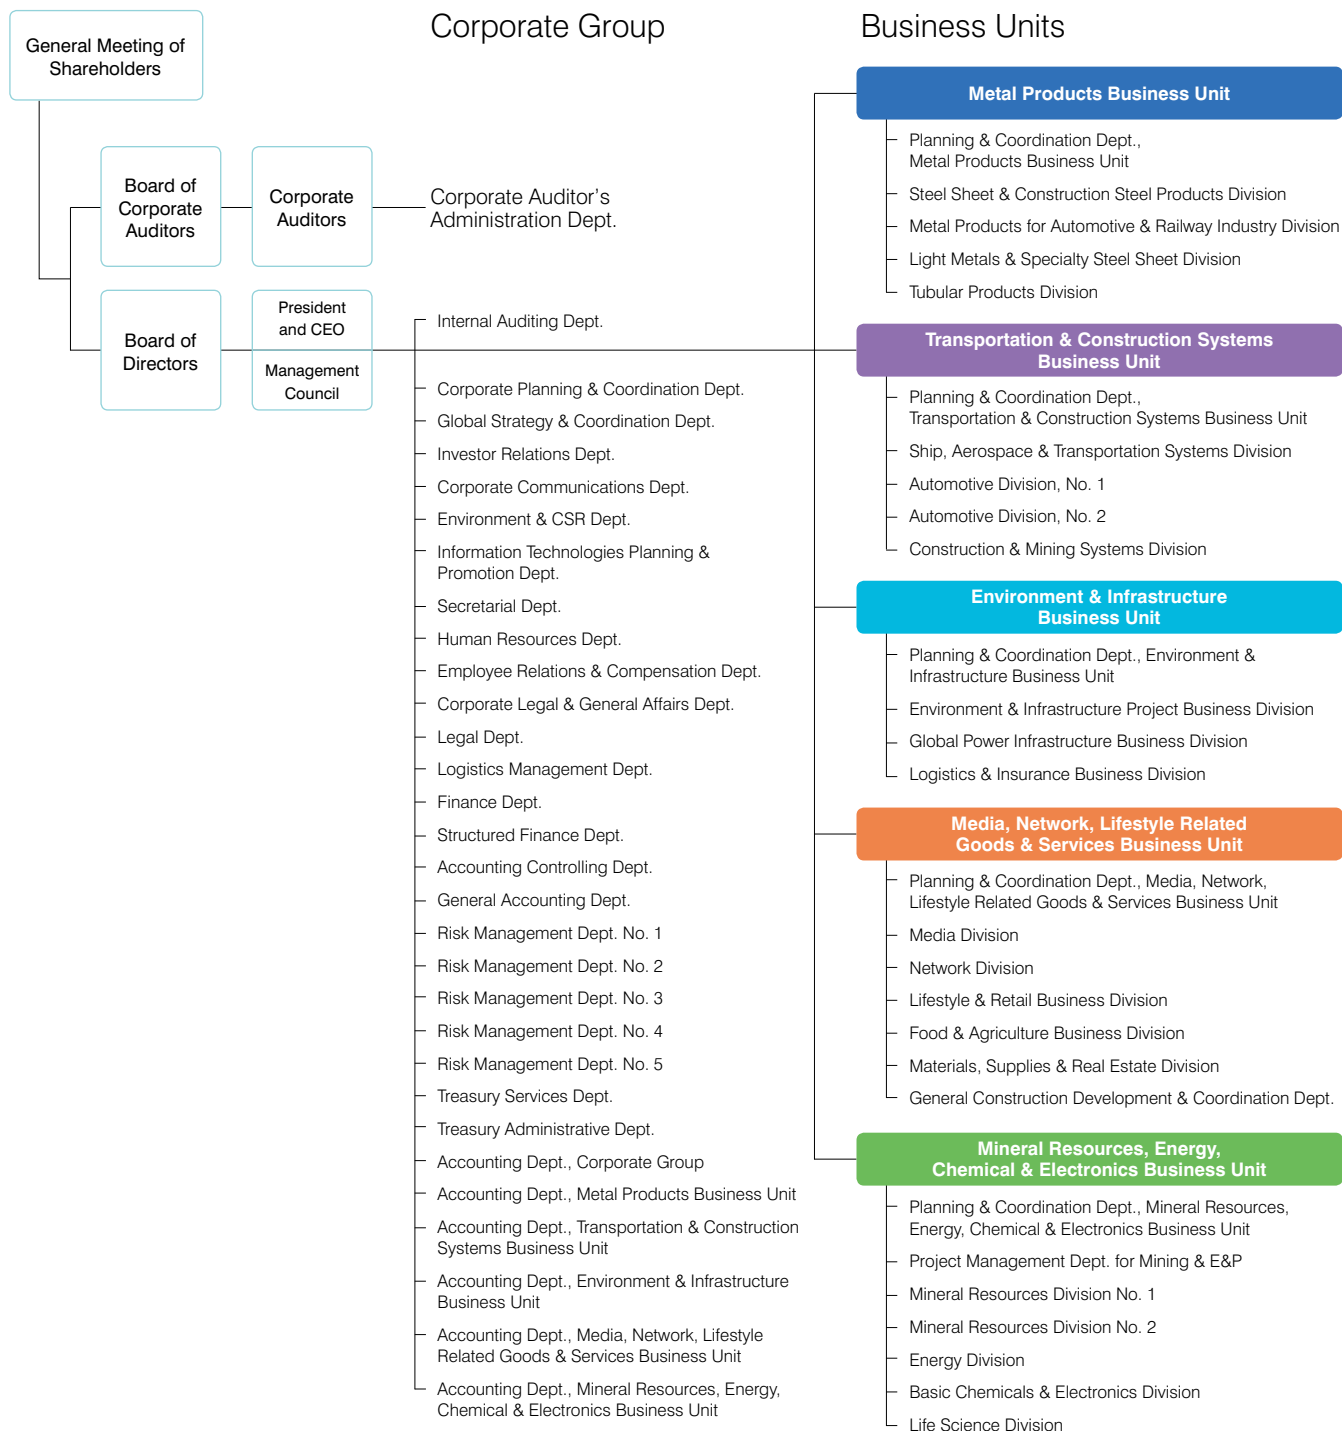 Corporate Group
Business Units
General Meeting of
Shareholders
Board of
Corporate
Auditors
Corporate
Auditors
Corporate Auditor's
Administration Dept.
Board of
Directors
President
and CEO
Management
Council
Internal Auditing Dept.
Corporate Planning & Coordination Dept.
Global Strategy & Coordination Dept.
Investor Relations Dept.
Corporate Communications Dept.
Environment & CSR Dept.
Information Technologies Planning &
Promotion Dept.
Secretarial Dept.
Human Resources Dept.
Employee Relations & Compensation Dept.
Corporate Legal & General Affairs Dept.
Legal Dept.
Logistics Management Dept.
Finance Dept.
Structured Finance Dept.
Accounting Controlling Dept.
General Accounting Dept.
Risk Management Dept. No. 1
Risk Management Dept. No. 2
Risk Management Dept. No. 3
Risk Management Dept. No. 4
Risk Management Dept. No. 5
Treasury Services Dept.
Treasury Administrative Dept.
Accounting Dept., Corporate Group
Accounting Dept., Metal Products Business Unit
Accounting Dept., Transportation & Construction
Systems Business Unit
Accounting Dept., Environment & Infrastructure
Business Unit
Accounting Dept., Media, Network, Lifestyle
Related Goods & Services Business Unit
Accounting Dept., Mineral Resources, Energy,
Chemical & Electronics Business Unit
Metal Products Business Unit
Planning & Coordination Dept.,
Metal Products Business Unit
Steel Sheet & Construction Steel Products Division
Metal Products for Automotive & Railway Industry Division
Light Metals & Specialty Steel Sheet Division
Tubular Products Division
Transportation & Construction Systems
Business Unit
Planning & Coordination Dept.,
Transportation & Construction Systems Business Unit
Ship, Aerospace & Transportation Systems Division
Automotive Division, No. 1
Automotive Division, No. 2
Construction & Mining Systems Division
Environment & Infrastructure
Business Unit
Planning & Coordination Dept., Environment &
Infrastructure Business Unit
Environment & Infrastructure Project Business Division
Global Power Infrastructure Business Division
Logistics & Insurance Business Division
Media, Network, Lifestyle Related
Goods & Services Business Unit
Planning & Coordination Dept., Media, Network,
Lifestyle Related Goods & Services Business Unit
Media Division
Network Division
Lifestyle & Retail Business Division
Food & Agriculture Business Division
Materials, Supplies & Real Estate Division
General Construction Development & Coordination Dept.
Mineral Resources, Energy,
Chemical & Electronics Business Unit
Planning & Coordination Dept., Mineral Resources,
Energy, Chemical & Electronics Business Unit
Project Management Dept. for Mining & E&P
Mineral Resources Division No. 1
Mineral Resources Division No. 2
Energy Division
Basic Chemicals & Electronics Division
Life Science Division